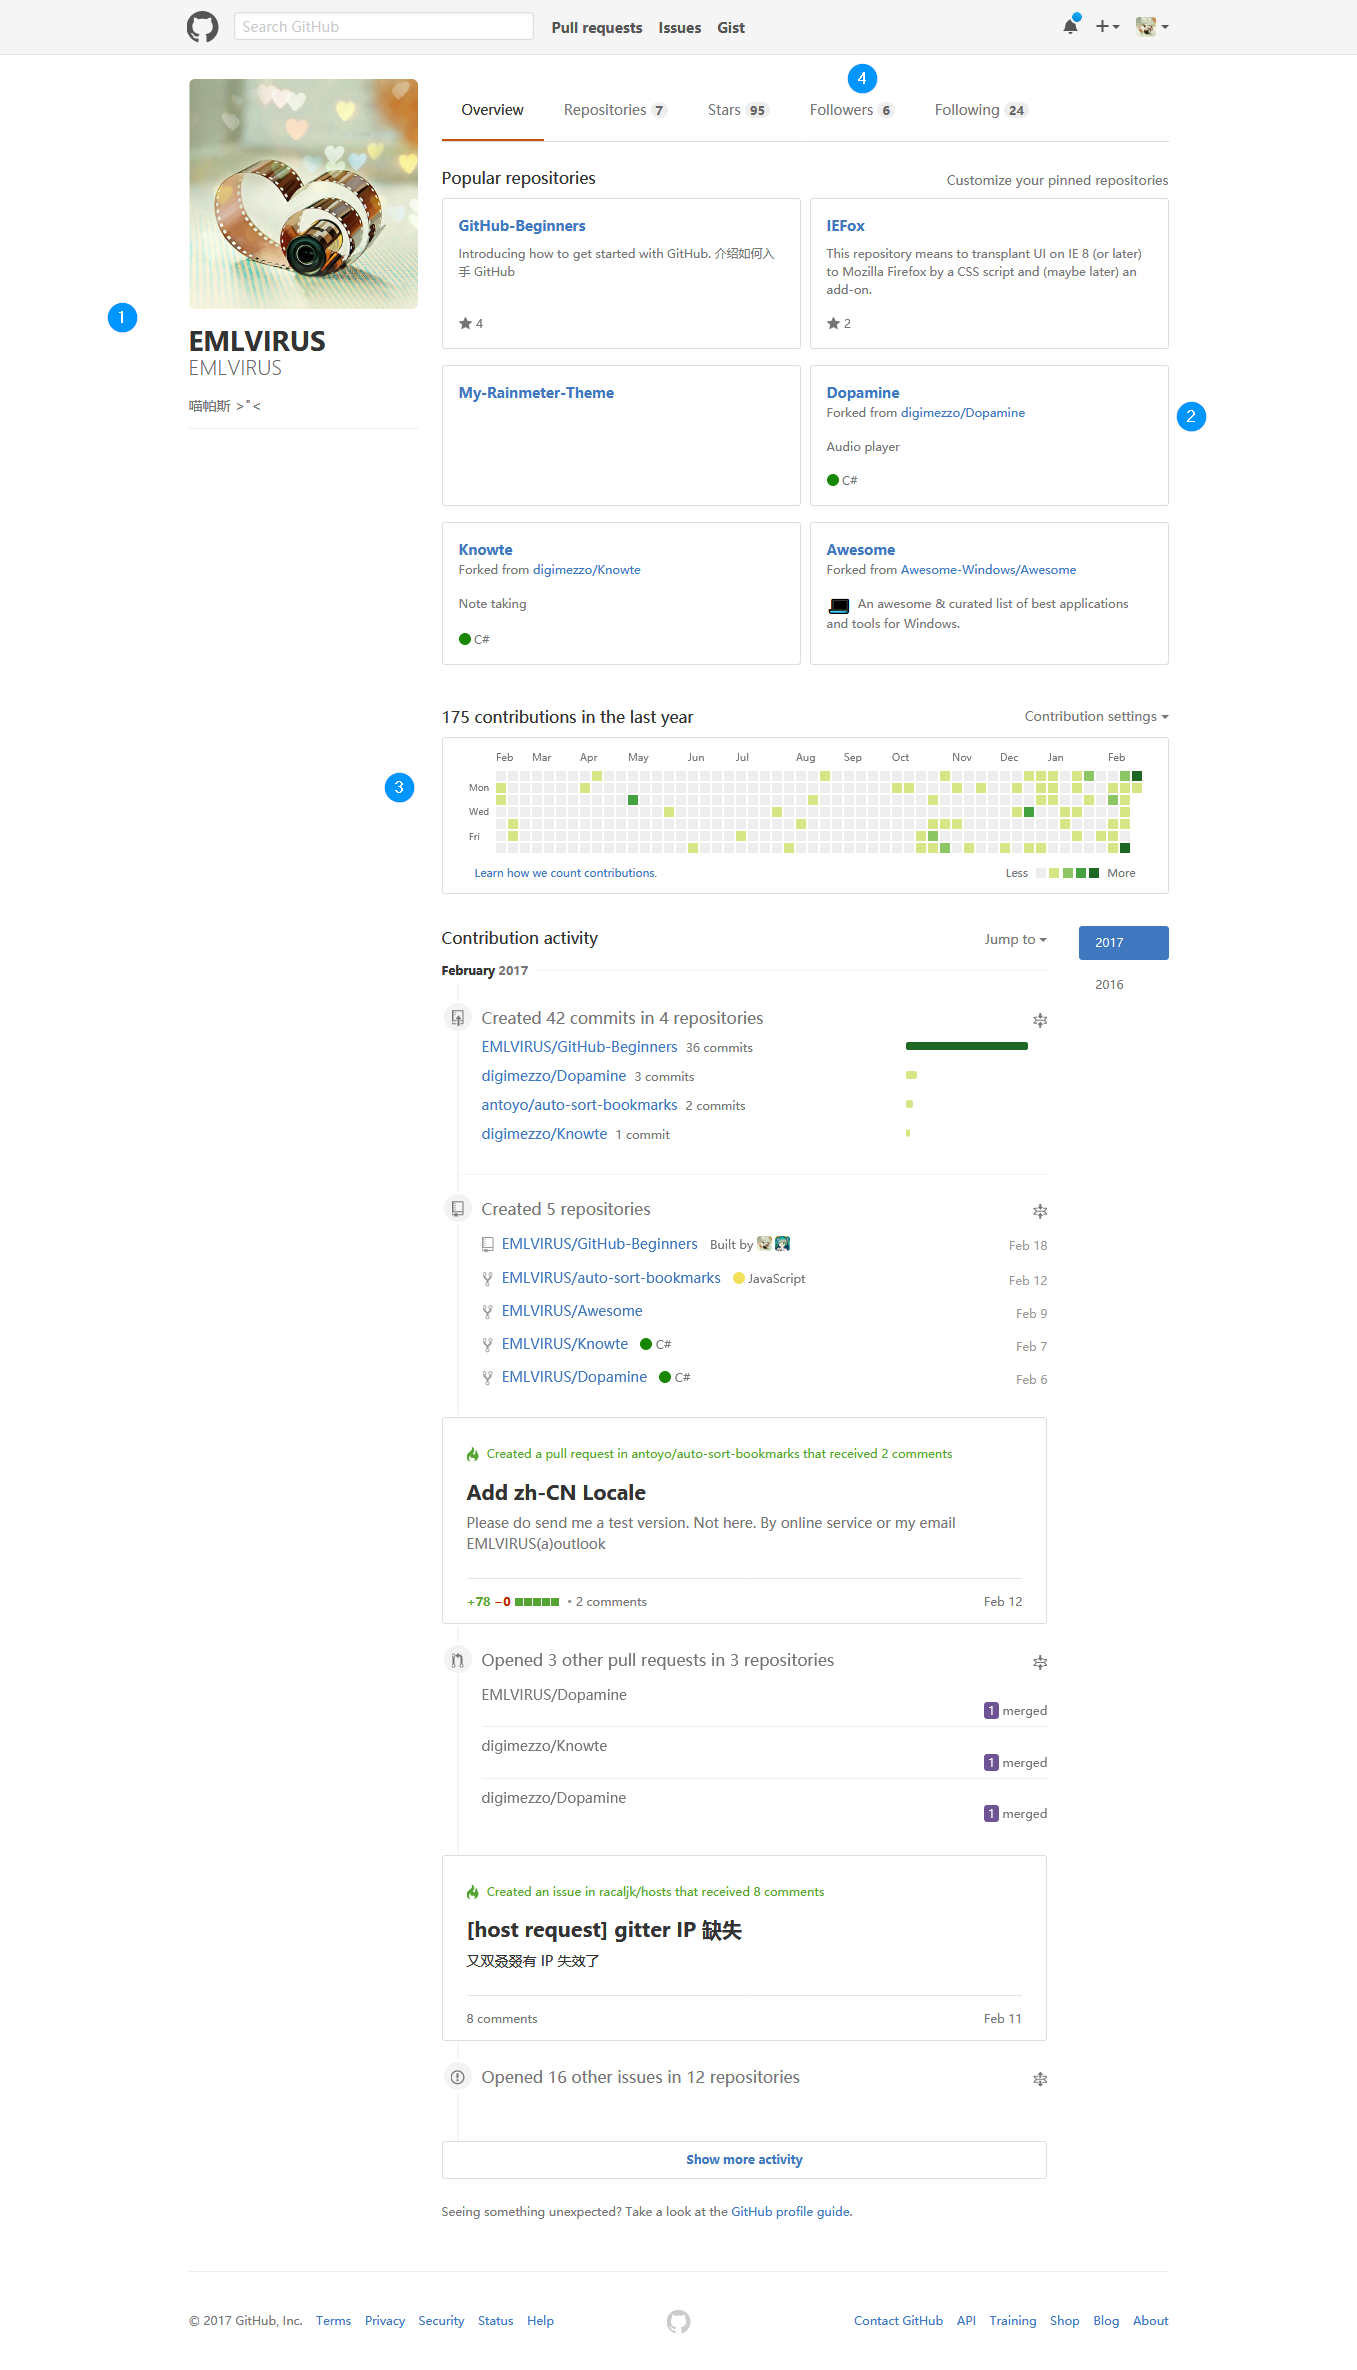 Search GitHub
Pull requests Issues Gist
4
Overview Repositories 7 Stars 95 Followers 6 Following 24
1
EMLVIRUS
EMLVIRUS
喵帕斯 >"<
Popular repositories
Customize your pinned repositories
GitHub-Beginners
Introducing how to get started with GitHub. 介绍如何入
手 GitHub
4
IEFox
This repository means to transplant UI on IE 8 (or later)
to Mozilla Firefox by a CSS script and (maybe later) an
add-on.
2
My-Rainmeter-Theme
Dopamine
Forked from digimezzo/Dopamine
Audio player
C#
2
Knowte
Forked from digimezzo/Knowte
Note taking
C#
Awesome
Forked from Awesome-Windows/Awesome
An awesome & curated list of best applications
and tools for Windows.
175 contributions in the last year
Contribution settings
3
Feb Mar Apr May Jun Jul Aug Sep Oct Nov Dec Jan Feb
Mon
Wed
Fri
Learn how we count contributions.
Less More
Contribution activity
Jump to
2017
2016
February 2017
Created 42 commits in 4 repositories
EMLVIRUS/GitHub-Beginners 36 commits
digimezzo/Dopamine 3 commits
antoyo/auto-sort-bookmarks 2 commits
digimezzo/Knowte 1 commit
Created 5 repositories
EMLVIRUS/GitHub-Beginners Built by Feb 18
EMLVIRUS/auto-sort-bookmarks JavaScript Feb 12
EMLVIRUS/Awesome Feb 9
EMLVIRUS/Knowte C# Feb 7
EMLVIRUS/Dopamine C# Feb 6
Created a pull request in antoyo/auto-sort-bookmarks that received 2 comments
Add zh-CN Locale
Please do send me a test version. Not here. By online service or my email
EMLVIRUS(a)outlook
+78 −0 • 2 comments Feb 12
Opened 3 other pull requests in 3 repositories
EMLVIRUS/Dopamine
1 merged
digimezzo/Knowte
1 merged
digimezzo/Dopamine
1 merged
Created an issue in racaljk/hosts that received 8 comments
[host request] gitter IP 缺失
又双叒叕有 IP 失效了
8 comments Feb 11
Opened 16 other issues in 12 repositories
Show more activity
Seeing something unexpected? Take a look at the GitHub profile guide.
© 2017 GitHub, Inc. Terms Privacy Security Status Help
Contact GitHub API Training Shop Blog About